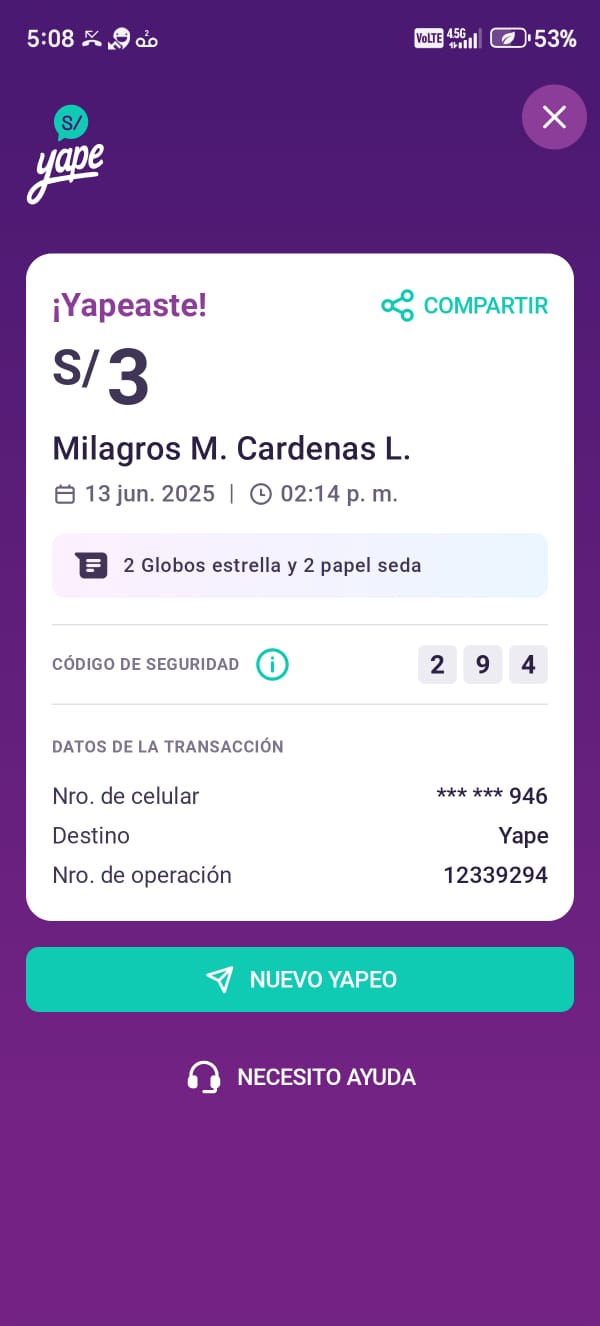 5:08 2 VoLTE 4.5G 53%
S/
yape
¡Yapeaste! COMPARTIR
S/ 3
Milagros M. Cardenas L.
13 jun. 2025 | 02:14 p. m.
2 Globos estrella y 2 papel seda
CÓDIGO DE SEGURIDAD 2 9 4
DATOS DE LA TRANSACCIÓN
Nro. de celular *** *** 946
Destino Yape
Nro. de operación 12339294
NUEVO YAPEO
NECESITO AYUDA